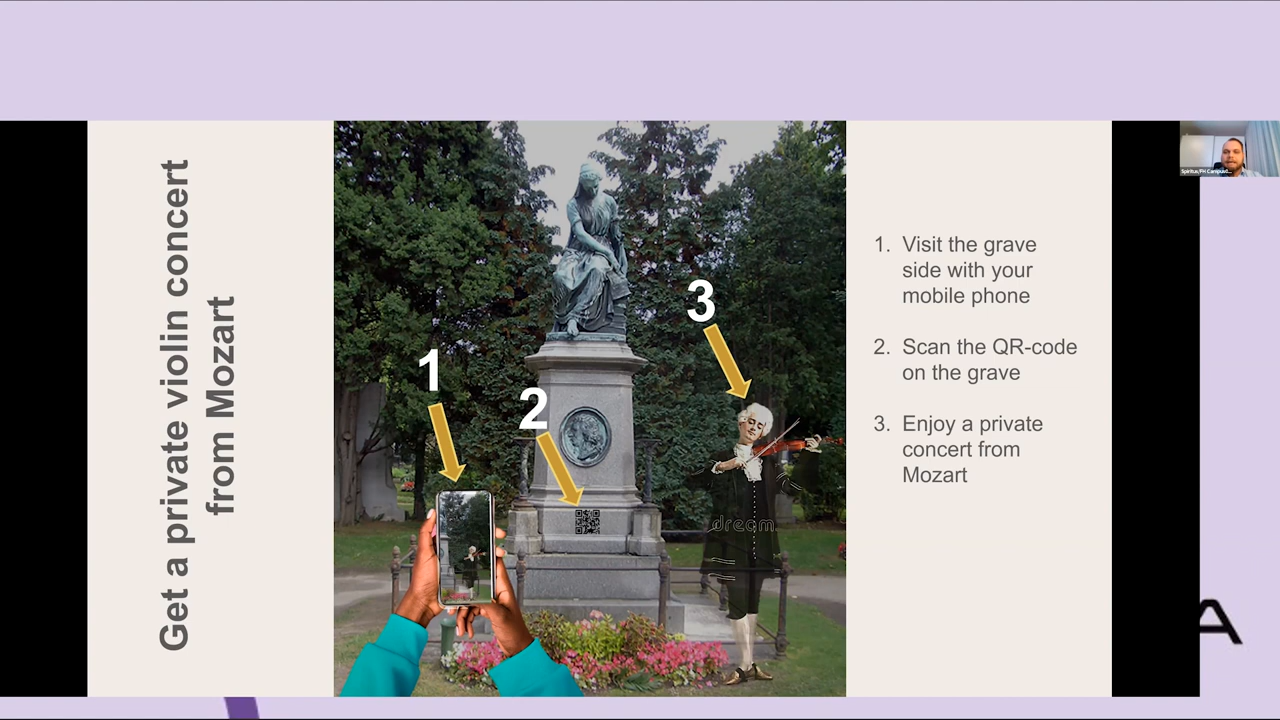 Get a private violin concert
from Mozart
1
2
3
dream
1. Visit the grave
side with your
mobile phone
2. Scan the QR-code
on the grave
3. Enjoy a private
concert from
Mozart
A